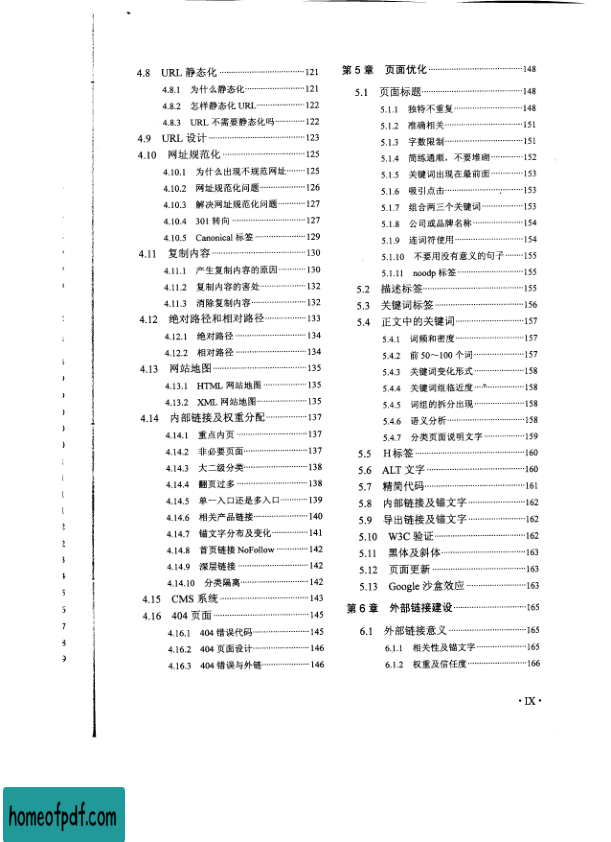 4.8 URL 静态化 121
4.8.1 为什么静态化 121
4.8.2 怎样静态化 URL 122
4.8.3 URL 不需要静态化吗 122
4.9 URL 设计 123
4.10 网址规范化 125
4.10.1 为什么出现不规范网址 125
4.10.2 网址规范化问题 126
4.10.3 解决网址规范化问题 127
4.10.4 301 转向 127
4.10.5 Canonical 标签 129
4.11 复制内容 130
4.11.1 产生复制内容的原因 130
4.11.2 复制内容的害处 132
4.11.3 消除复制内容 132
4.12 绝对路径和相对路径 133
4.12.1 绝对路径 134
4.12.2 相对路径 134
4.13 网站地图 135
4.13.1 HTML 网站地图 135
4.13.2 XML 网站地图 135
4.14 内部链接及权重分配 137
4.14.1 重点内页 137
4.14.2 非必要页面 137
4.14.3 大二级分类 138
4.14.4 翻页过多 138
4.14.5 单一入口还是多入口 139
4.14.6 相关产品链接 140
4.14.7 锚文字分布及变化 141
4.14.8 首页链接 NoFollow 142
4.14.9 深层链接 142
4.14.10 分类隔离 142
4.15 CMS 系统 143
4.16 404 页面 145
4.16.1 404 错误代码 145
4.16.2 404 页面设计 146
4.16.3 404 错误与外链 146
第 5 章 页面优化 148
5.1 页面标题 148
5.1.1 独特不重复 148
5.1.2 准确相关 151
5.1.3 字数限制 151
5.1.4 简练通顺，不要堆砌 152
5.1.5 关键词出现在最前面 153
5.1.6 吸引点击 153
5.1.7 组合两三个关键词 153
5.1.8 公司或品牌名称 154
5.1.9 连词符使用 154
5.1.10 不要用没有意义的句子 155
5.1.11 noodp 标签 155
5.2 描述标签 155
5.3 关键词标签 156
5.4 正文中的关键词 157
5.4.1 词频和密度 157
5.4.2 前 50～100 个词 157
5.4.3 关键词变化形式 158
5.4.4 关键词组临近度 158
5.4.5 词组的拆分出现 158
5.4.6 语义分析 158
5.4.7 分类页面说明文字 159
5.5 H 标签 160
5.6 ALT 文字 160
5.7 精简代码 161
5.8 内部链接及锚文字 162
5.9 导出链接及锚文字 162
5.10 W3C 验证 162
5.11 黑体及斜体 163
5.12 页面更新 163
5.13 Google 沙盒效应 163
第 6 章 外部链接建设 165
6.1 外部链接意义 165
6.1.1 相关性及锚文字 165
6.1.2 权重及信任度 166
· IX ·
homeofpdf.com